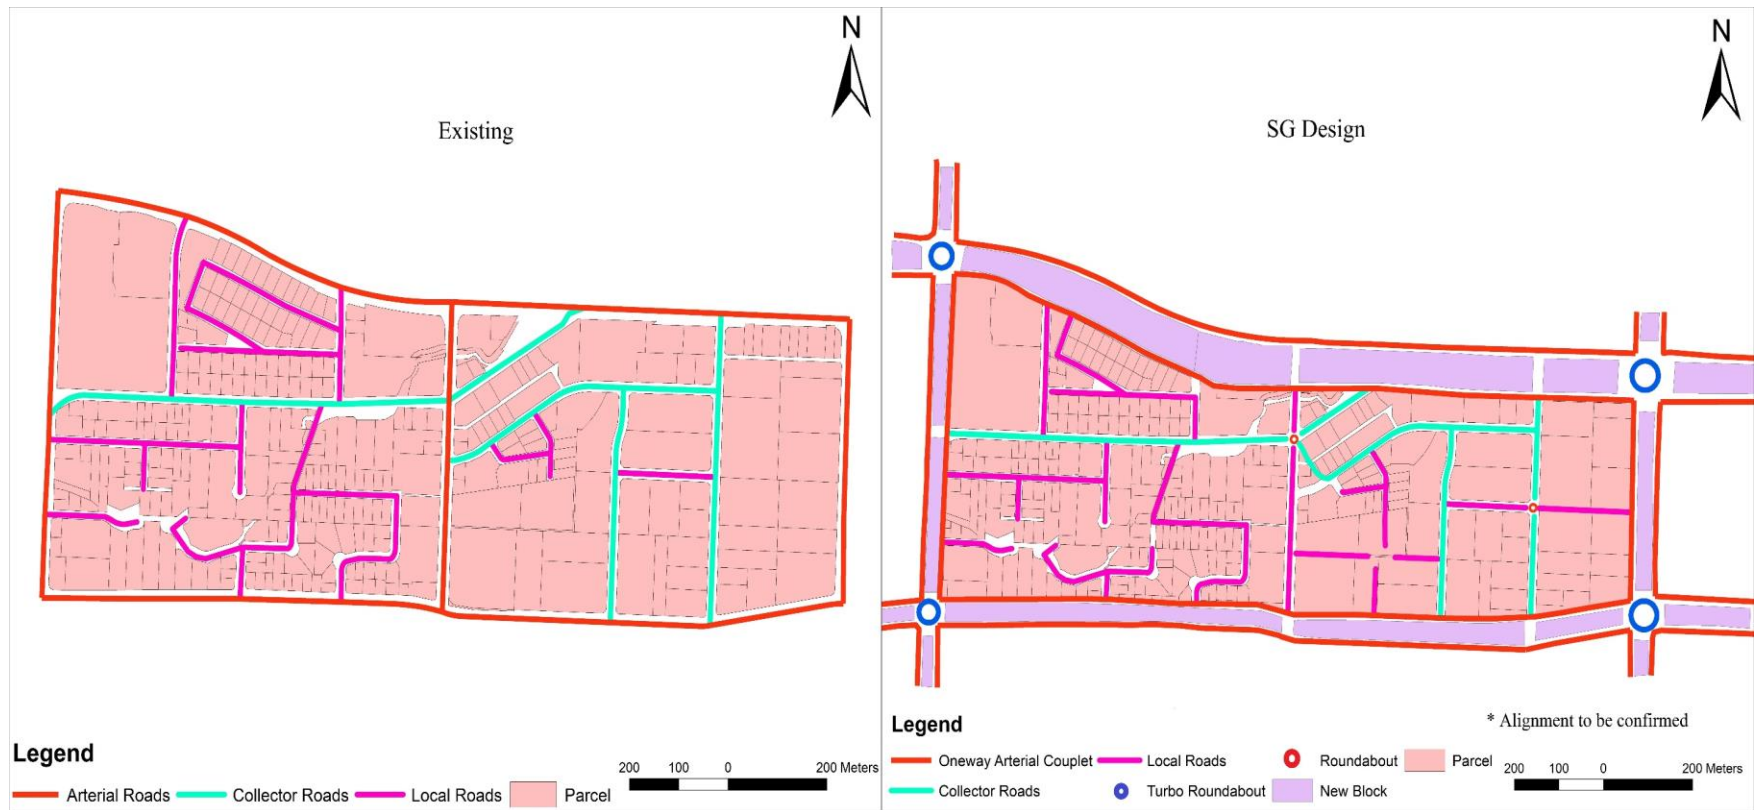 N
Existing
Legend
200 100 0 200 Meters
Arterial Roads Collector Roads Local Roads Parcel
N
SG Design
Legend
* Alignment to be confirmed
Oneway Arterial Couplet Local Roads Roundabout Parcel
200 100 0 200 Meters
Collector Roads Turbo Roundabout New Block